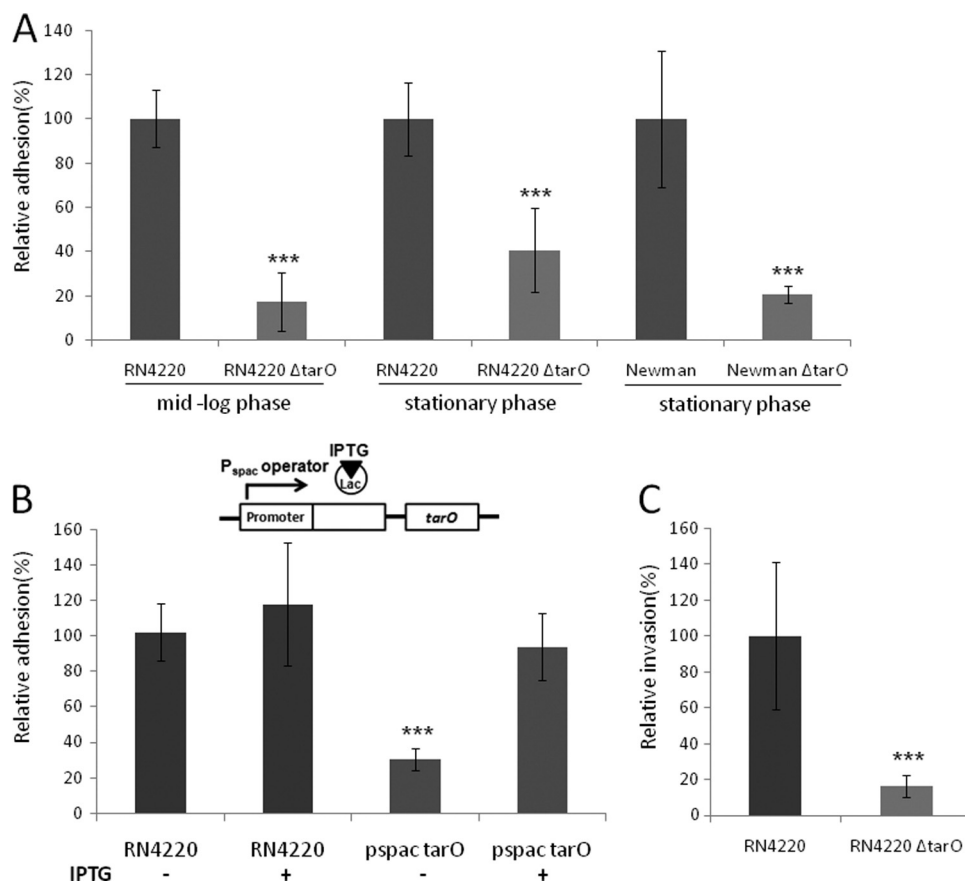 A
Relative adhesion(%)
140
120
100
80
60
40
20
0
***
***
***
RN4220 RN4220 ΔtarO RN4220 RN4220 ΔtarO Newman Newman ΔtarO
mid -log phase stationary phase stationary phase
B
Pspac operator
IPTG
Lac
Promoter
tarO
Relative adhesion(%)
160
140
120
100
80
60
40
20
0
***
RN4220 RN4220 pspac tarO pspac tarO
IPTG - + - +
C
Relative invasion(%)
160
140
120
100
80
60
40
20
0
***
RN4220 RN4220 ΔtarO